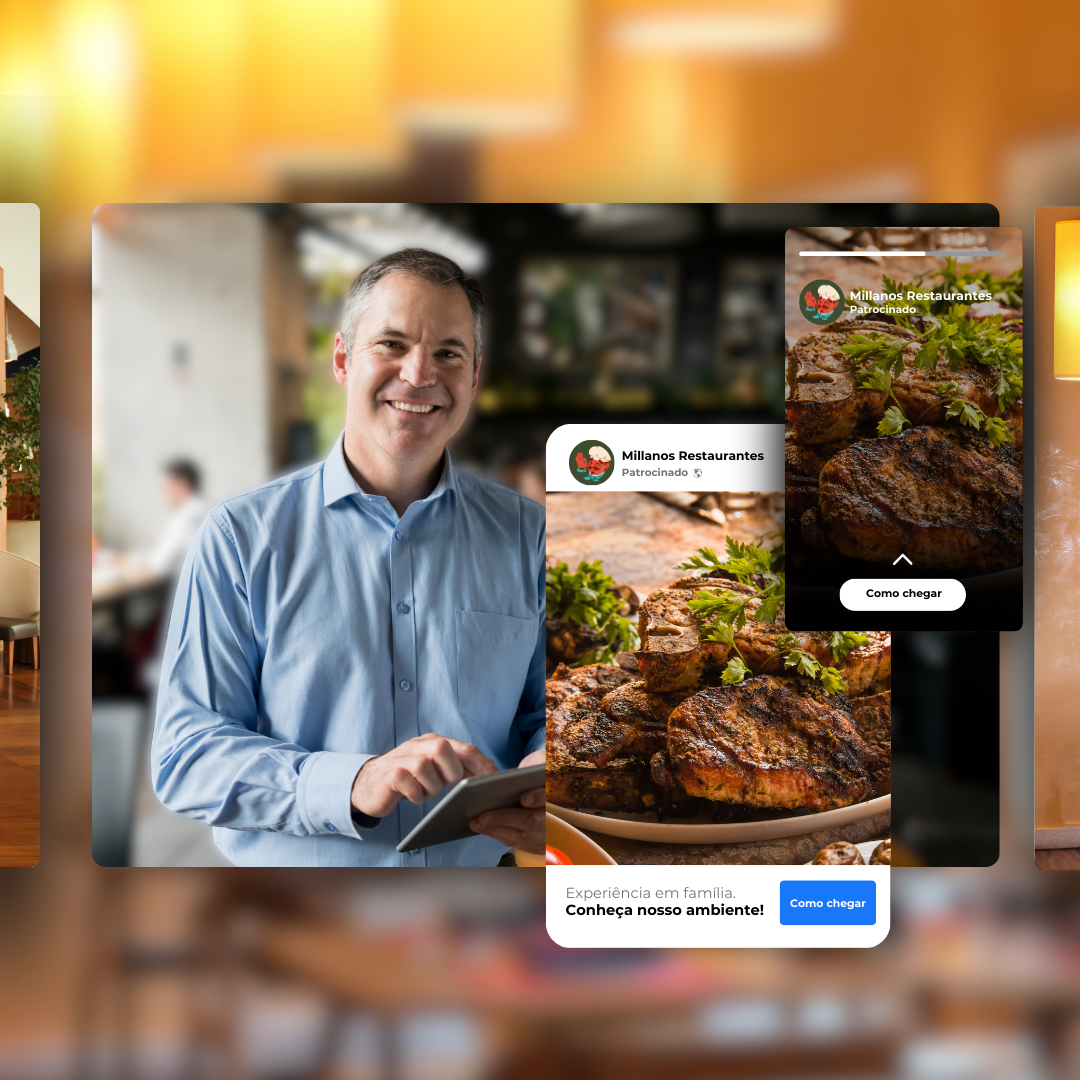 Millanos Restaurantes
Patrocinado
Como chegar
Millanos Restaurantes
Patrocinado
Experiência em família.
Conheça nosso ambiente!
Como chegar